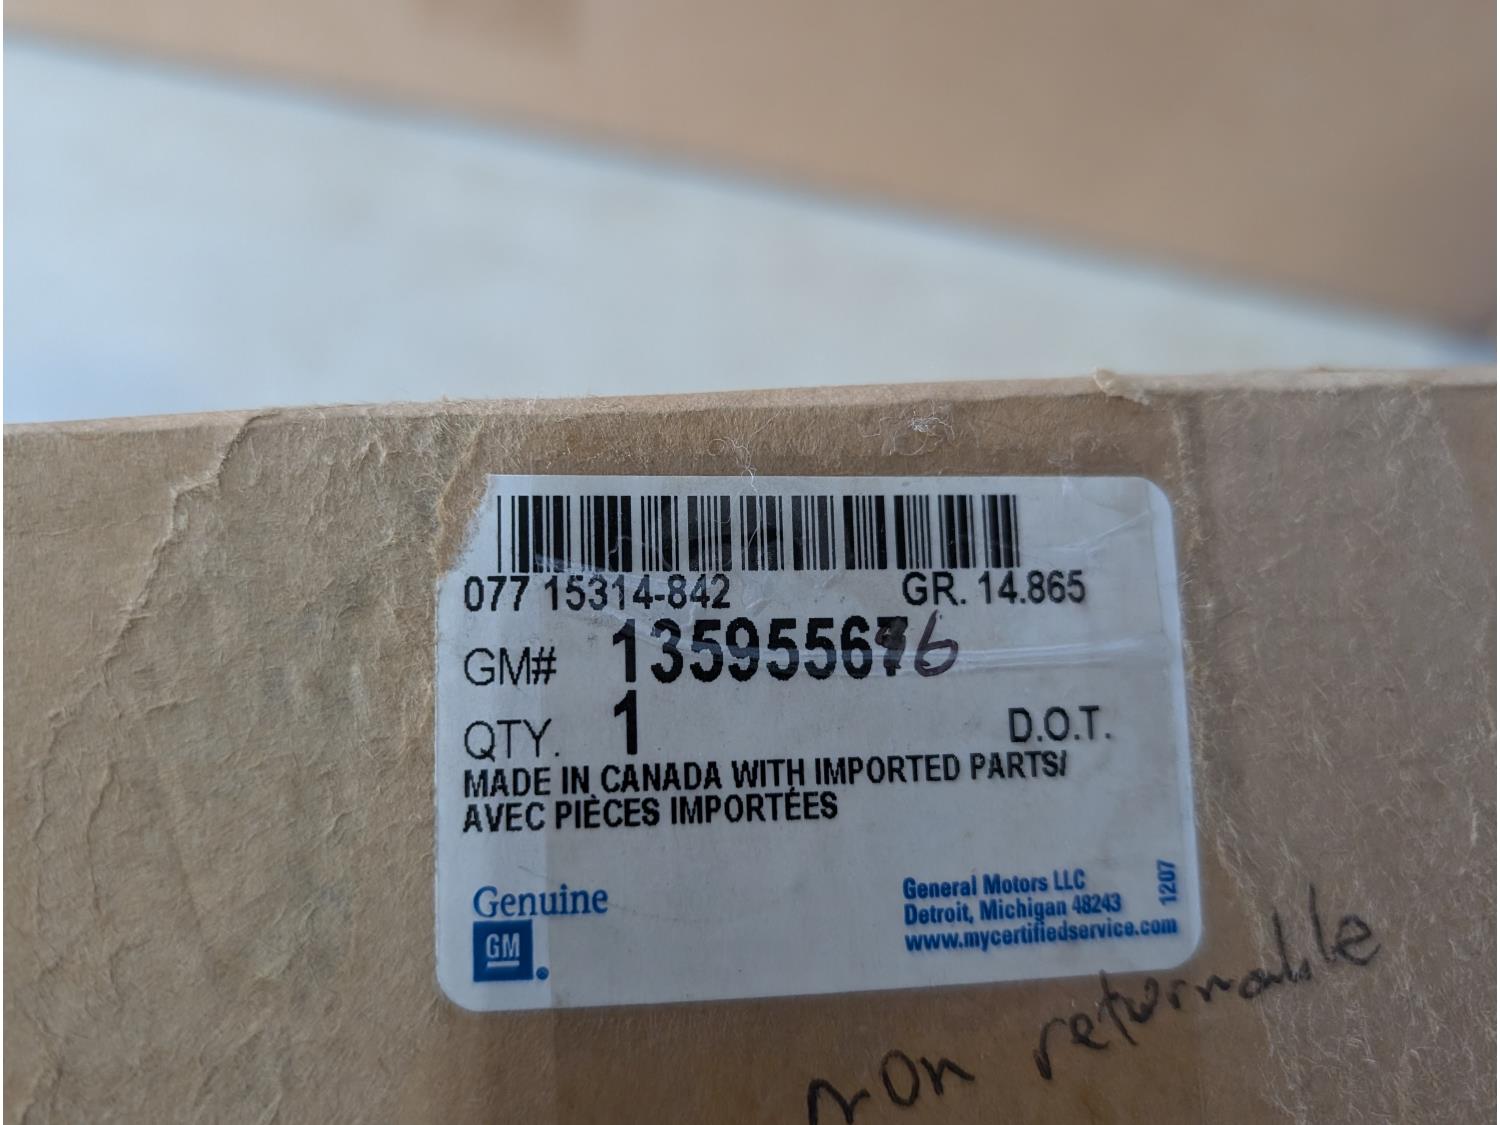 077 15314-842 GR. 14.865
GM# 13595566
QTY. 1 D.O.T.
MADE IN CANADA WITH IMPORTED PARTS/
AVEC PIÈCES IMPORTÉES
Genuine
GM
General Motors LLC
Detroit, Michigan 48243
www.mycertifiedservice.com
1207
non returnable